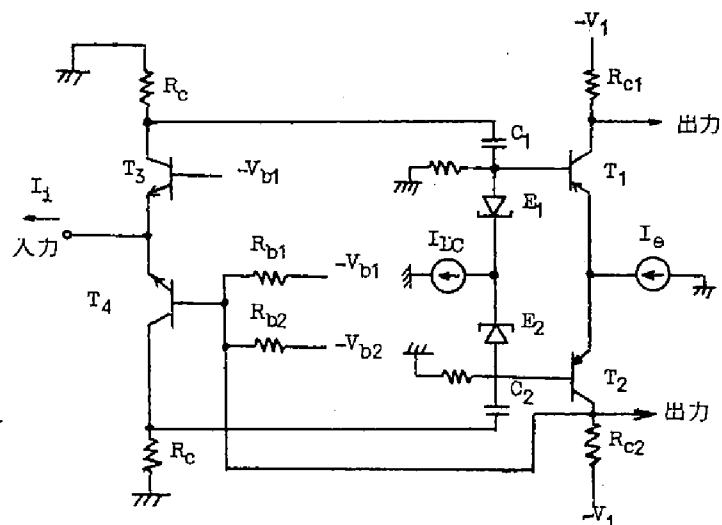 -V1
Rc
Rc1
C1
出力
T3
-Vb1
T1
Ii
E1
入力
IDC
Ie
Rb1
-Vb1
T4
Rb2
E2
-Vb2
T2
C2
出力
Rc
Rc2
-V1